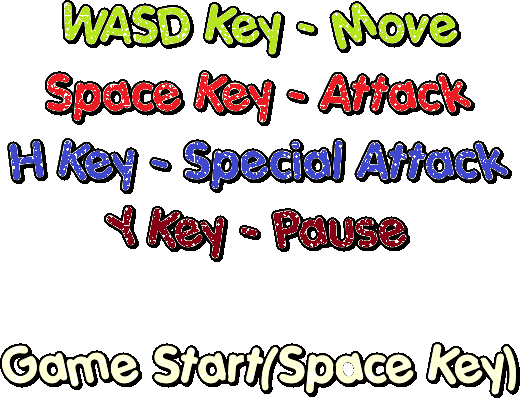 WASD Key - Move
Space Key - Attack
H Key - Special Attack
Y Key - Pause
Game Start(Space Key)